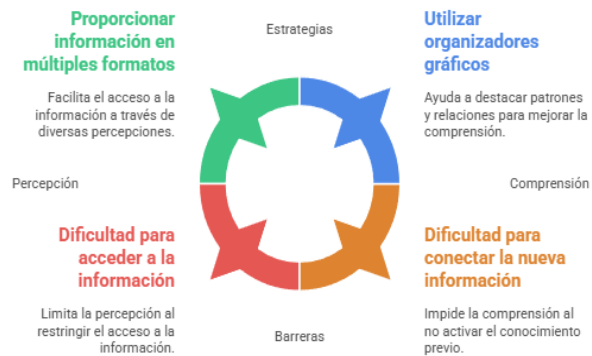 Proporcionar
información en
múltiples formatos
Facilita el acceso a la
información a través de
diversas percepciones.
Estrategias
Utilizar
organizadores
gráficos
Ayuda a destacar patrones
y relaciones para mejorar la
comprensión.
Percepción
Comprensión
Dificultad para
acceder a la
información
Limita la percepción al
restringir el acceso a la
información.
Barreras
Dificultad para
conectar la nueva
información
Impide la comprensión al
no activar el conocimiento
previo.